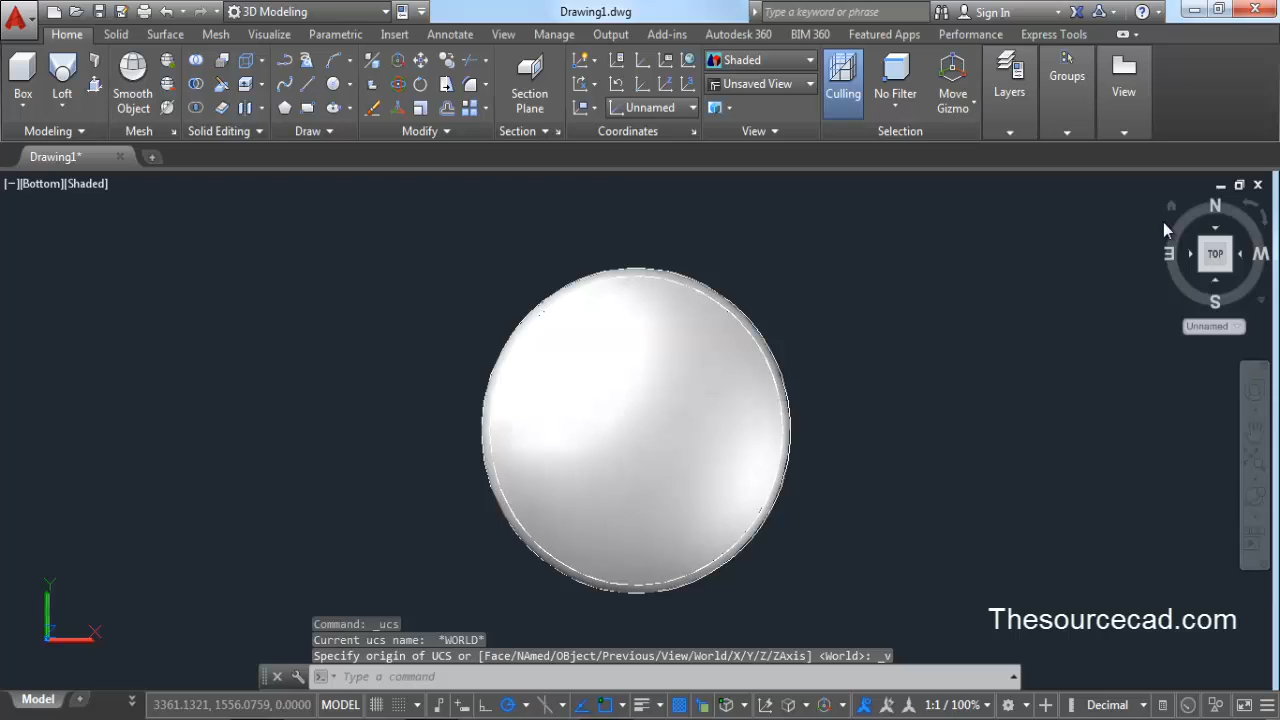 3D Modeling
Drawing1.dwg
Type a keyword or phrase
Sign In
Home Solid Surface Mesh Visualize Parametric Insert Annotate View Manage Output Add-ins Autodesk 360 BIM 360 Featured Apps Performance Express Tools
Box
Loft
Smooth
Object
Section
Plane
Shaded
Unsaved View
Unnamed
Culling
No Filter
Move
Gizmo
Layers
Groups
View
Modeling
Mesh
Solid Editing
Draw
Modify
Section
Coordinates
View
Selection
Drawing1*
[−][Bottom][Shaded]
N
E
TOP
W
S
Unnamed
Y
X
Thesourcecad.com
Command: _ucs
Current ucs name: *WORLD*
Specify origin of UCS or [Face/NAmed/OBject/Previous/View/World/X/Y/Z/ZAxis] <World>: _v
Type a command
Model
3361.1321, 1556.0759, 0.0000 MODEL
1:1 / 100%
Decimal